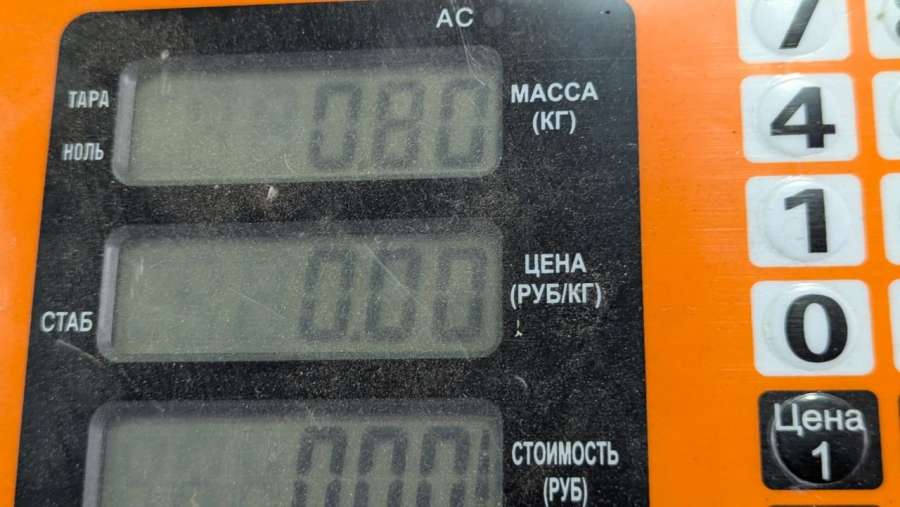 АС
7
ТАРА
НОЛЬ
0.80
МАССА
(КГ)
4
1
СТАБ
0.00
ЦЕНА
(РУБ/КГ)
0
Цена
1
СТОИМОСТЬ
(РУБ)